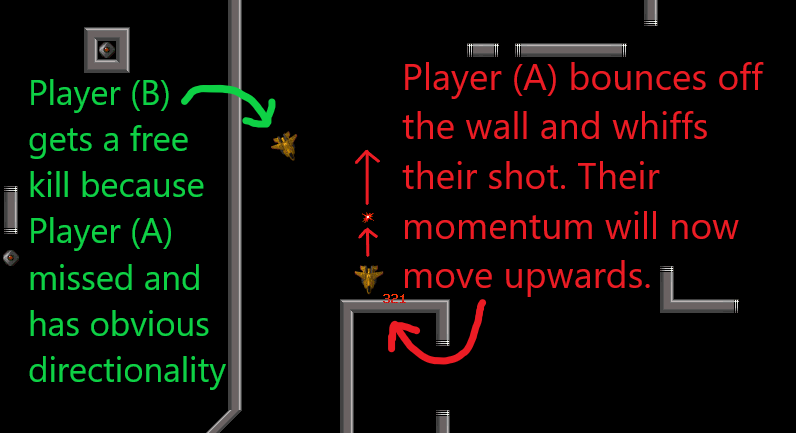 Player (B)
gets a free
kill because
Player (A)
missed and
has obvious
directionality
Player (A) bounces off
the wall and whiffs
their shot. Their
momentum will now
move upwards.
321